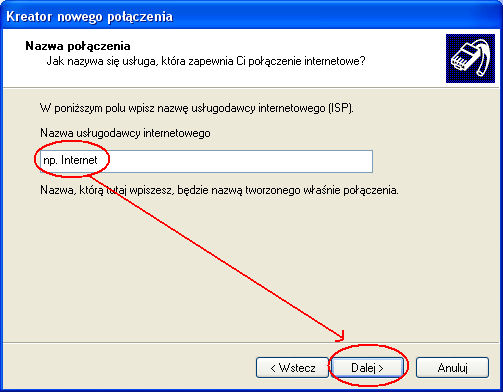 Kreator nowego połączenia
Nazwa połączenia
Jak nazywa się usługa, która zapewnia Ci połączenie internetowe?
W poniższym polu wpisz nazwę usługodawcy internetowego (ISP).
Nazwa usługodawcy internetowego
np. Internet
Nazwa, którą tutaj wpiszesz, będzie nazwą tworzonego właśnie połączenia.
< Wstecz
Dalej >
Anuluj